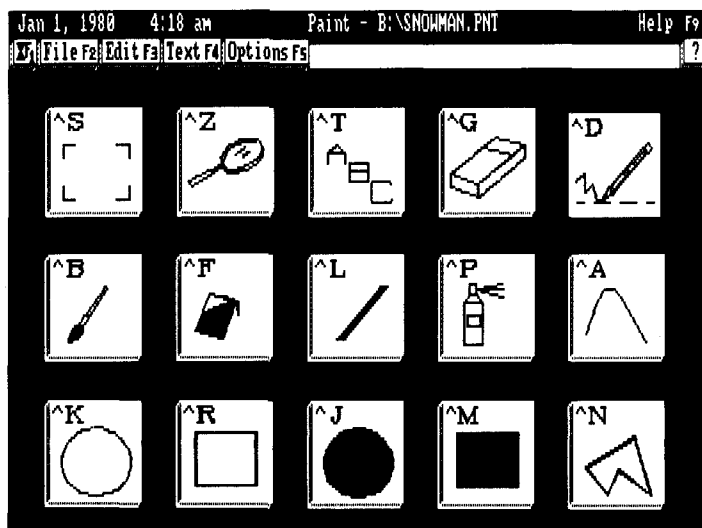 Jan 1, 1980 4:18 am Paint - B:\SNOWMAN.PNT Help F9
File F2 Edit F3 Text F4 Options F5 ?
^S ^Z ^T ^G ^D
^B ^F ^L ^P ^A
^K ^R ^J ^M ^N